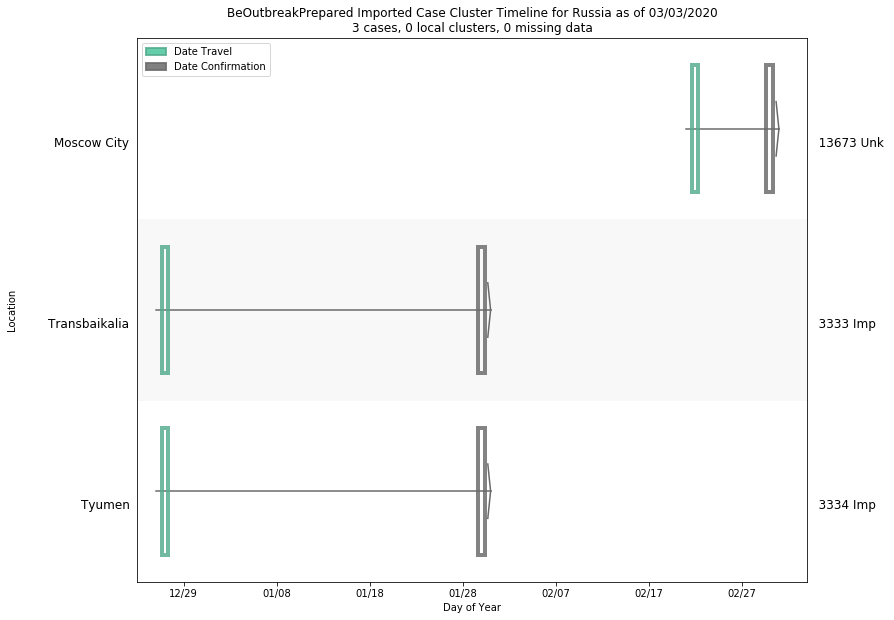 BeOutbreakPrepared Imported Case Cluster Timeline for Russia as of 03/03/2020
3 cases, 0 local clusters, 0 missing data
Date Travel
Date Confirmation
Moscow City
13673 Unk
Location
Transbaikalia
3333 Imp
Tyumen
3334 Imp
12/29 01/08 01/18 01/28 02/07 02/17 02/27
Day of Year